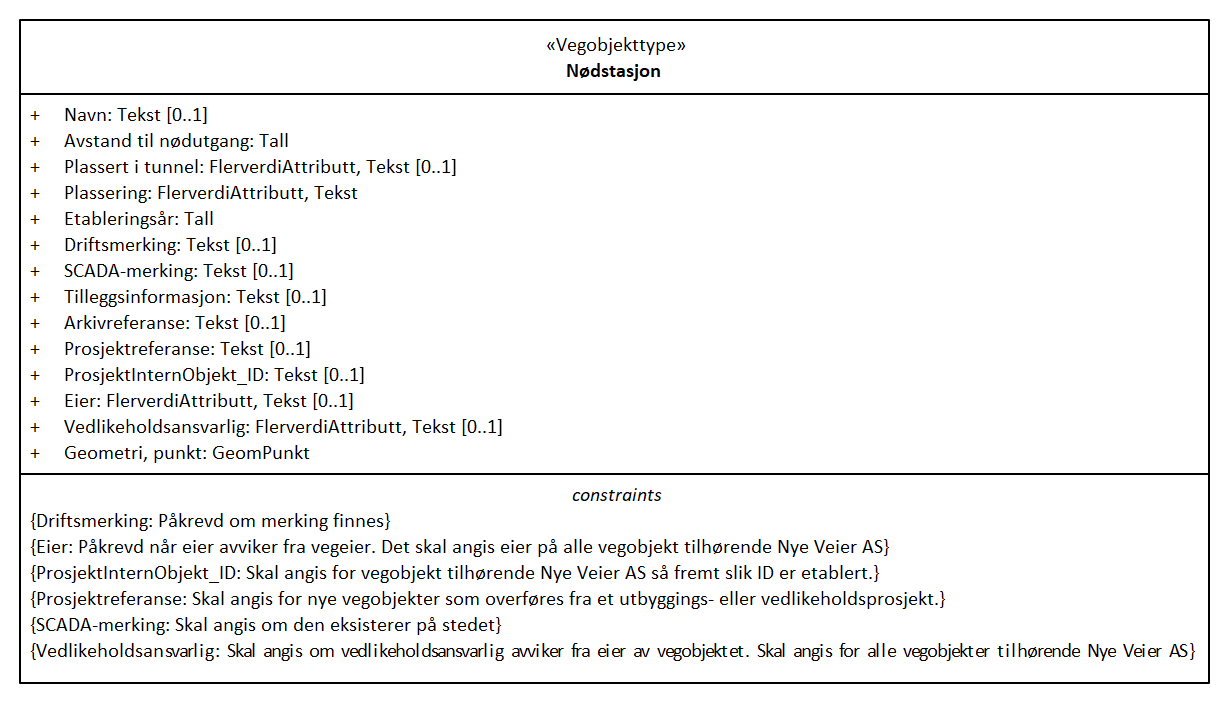 «Vegobjekttype»
Nødstasjon
+ Navn: Tekst [0..1]
+ Avstand til nødutgang: Tall
+ Plassert i tunnel: FlerverdiAttributt, Tekst [0..1]
+ Plassering: FlerverdiAttributt, Tekst
+ Etableringsår: Tall
+ Driftsmerking: Tekst [0..1]
+ SCADA-merking: Tekst [0..1]
+ Tilleggsinformasjon: Tekst [0..1]
+ Arkivreferanse: Tekst [0..1]
+ Prosjektreferanse: Tekst [0..1]
+ ProsjektInternObjekt_ID: Tekst [0..1]
+ Eier: FlerverdiAttributt, Tekst [0..1]
+ Vedlikeholdsansvarlig: FlerverdiAttributt, Tekst [0..1]
+ Geometri, punkt: GeomPunkt
constraints
{Driftsmerking: Påkrevd om merking finnes}
{Eier: Påkrevd når eier avviker fra vegeier. Det skal angis eier på alle vegobjekt tilhørende Nye Veier AS}
{ProsjektInternObjekt_ID: Skal angis for vegobjekt tilhørende Nye Veier AS så fremt slik ID er etablert.}
{Prosjektreferanse: Skal angis for nye vegobjekter som overføres fra et utbyggings- eller vedlikeholdsprosjekt.}
{SCADA-merking: Skal angis om den eksisterer på stedet}
{Vedlikeholdsansvarlig: Skal angis om vedlikeholdsansvarlig avviker fra eier av vegobjektet. Skal angis for alle vegobjekter tilhørende Nye Veier AS}